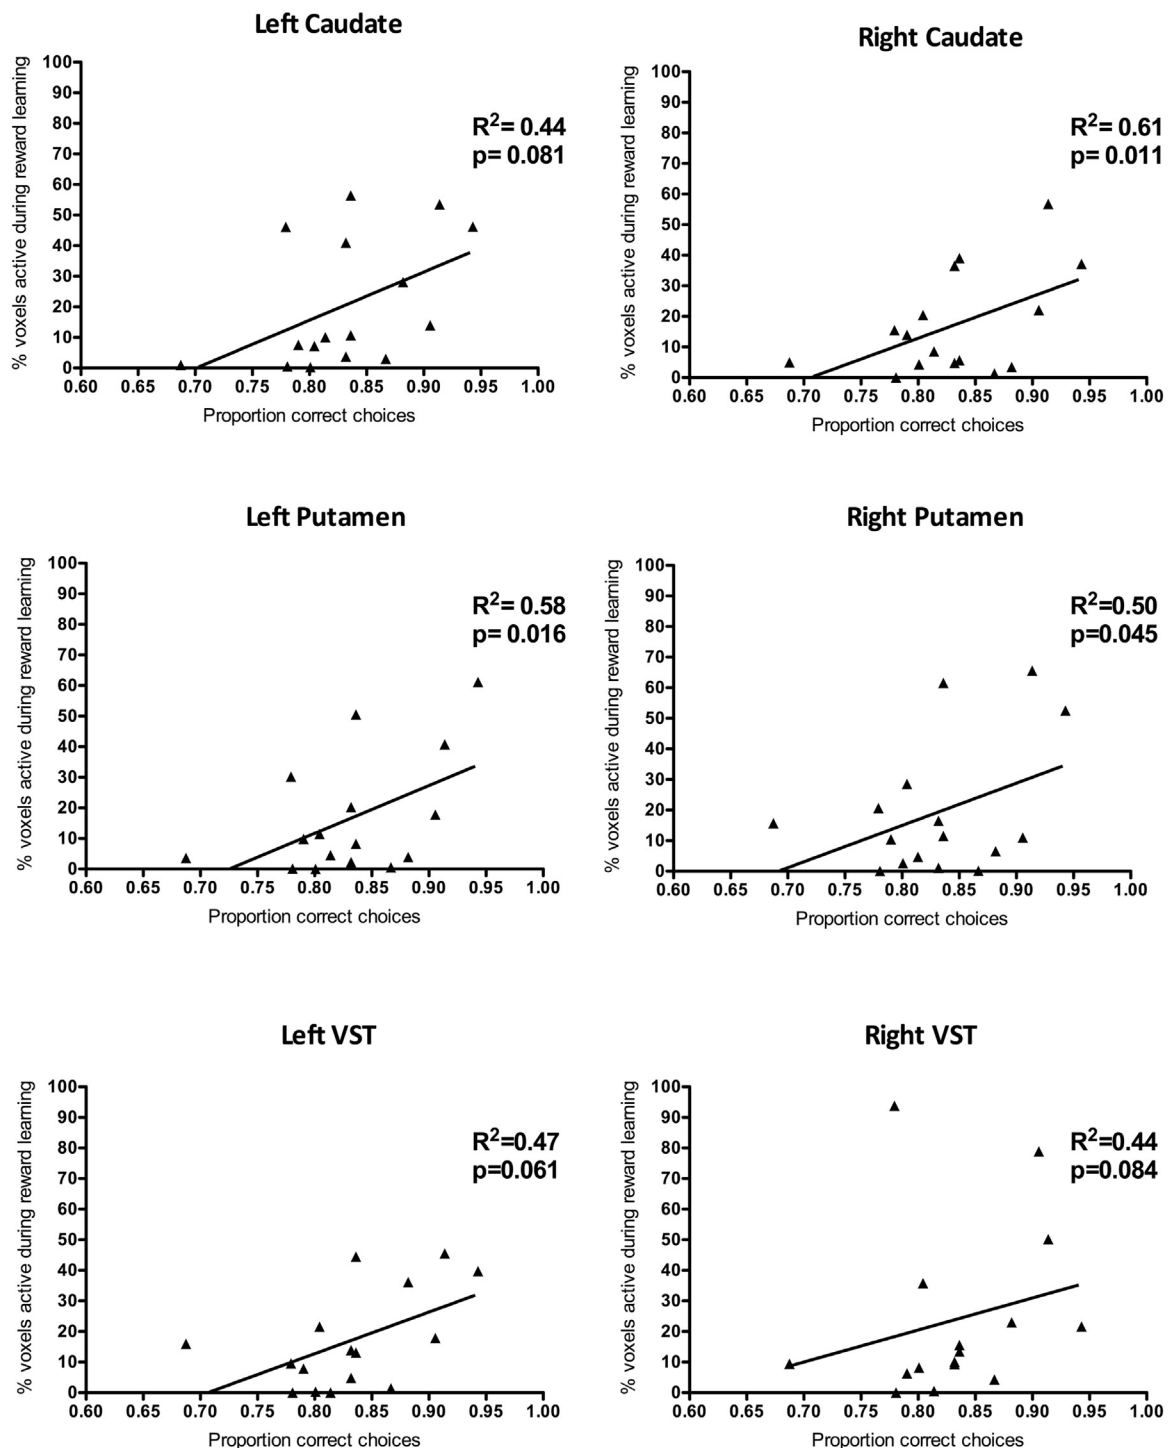 Left Caudate
% voxels active during reward learning
100
90
80
70
60
50
40
30
20
10
0
R²= 0.44
p= 0.081
0.60 0.65 0.70 0.75 0.80 0.85 0.90 0.95 1.00
Proportion correct choices
Right Caudate
% voxels active during reward learning
100
90
80
70
60
50
40
30
20
10
0
R²= 0.61
p= 0.011
0.60 0.65 0.70 0.75 0.80 0.85 0.90 0.95 1.00
Proportion correct choices
Left Putamen
% voxels active during reward learning
100
90
80
70
60
50
40
30
20
10
0
R²= 0.58
p= 0.016
0.60 0.65 0.70 0.75 0.80 0.85 0.90 0.95 1.00
Proportion correct choices
Right Putamen
% voxels active during reward learning
100
90
80
70
60
50
40
30
20
10
0
R²=0.50
p=0.045
0.60 0.65 0.70 0.75 0.80 0.85 0.90 0.95 1.00
Proportion correct choices
Left VST
% voxels active during reward learning
100
90
80
70
60
50
40
30
20
10
0
R²=0.47
p=0.061
0.60 0.65 0.70 0.75 0.80 0.85 0.90 0.95 1.00
Proportion correct choices
Right VST
% voxels active during reward learning
100
90
80
70
60
50
40
30
20
10
0
R²=0.44
p=0.084
0.60 0.65 0.70 0.75 0.80 0.85 0.90 0.95 1.00
Proportion correct choices